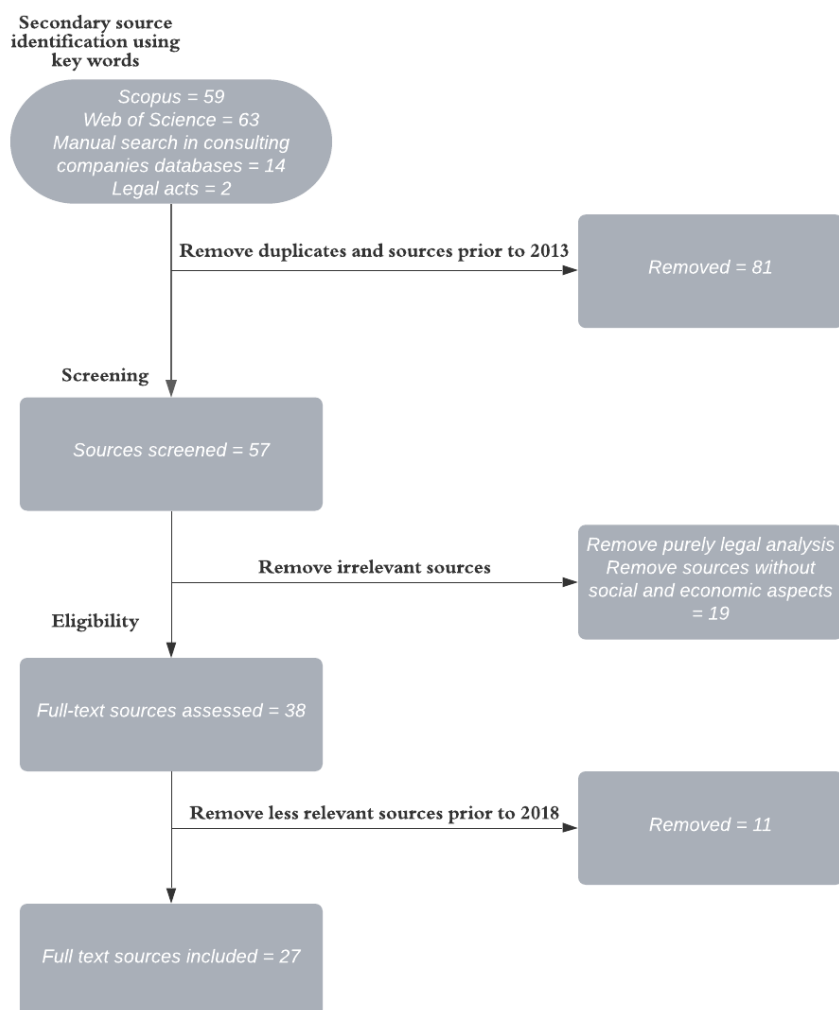 Secondary source
identification using
key words
Scopus = 59
Web of Science = 63
Manual search in consulting
companies databases = 14
Legal acts = 2
Remove duplicates and sources prior to 2013
Removed = 81
Screening
Sources screened = 57
Remove irrelevant sources
Remove purely legal analysis
Remove sources without
social and economic aspects
= 19
Eligibility
Full-text sources assessed = 38
Remove less relevant sources prior to 2018
Removed = 11
Full text sources included = 27